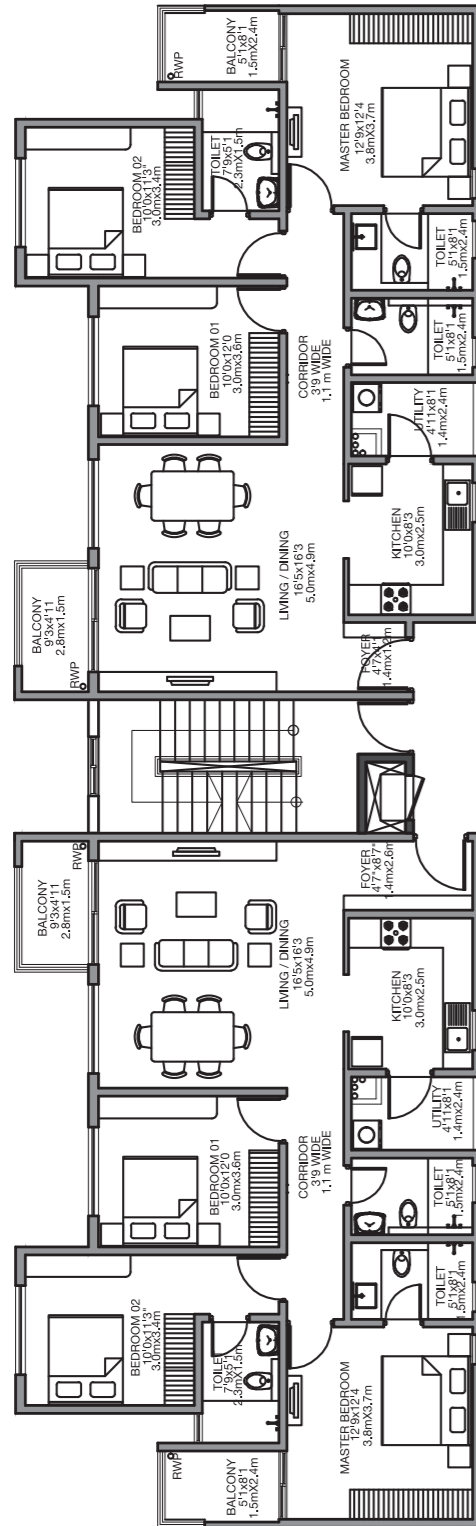 BALCONY
9'3x4'11
2.8mx1.5m
RWP
BEDROOM 02
10'0x11'3"
3.0mx3.4m
BEDROOM 01
10'0x12'0
3.0mx3.6m
TOILET
7'9x5'1
2.3mx1.5m
RWP
BALCONY
5'1x8'1
1.5mx2.4m
LIVING / DINING
16'5x16'3
5.0mx4.9m
CORRIDOR
3'9 WIDE
1.1 m WIDE
MASTER BEDROOM
12'9x12'4
3.8mX3.7m
TOILET
5'1x8'1
1.5mx2.4m
TOILET
5'1x8'1
1.5mx2.4m
UTILITY
4'11x8'1
1.4mx2.4m
KITCHEN
10'0x8'3
3.0mx2.5m
FOYER
4'7"x8'7"
1.4mx2.6m
BALCONY
9'3x4'11
2.8mx1.5m
RWP
BEDROOM 01
10'0x12'0
3.0mx3.6m
BEDROOM 02
10'0x11'3"
3.0mx3.4m
TOILET
7'9x5'1
2.3mx1.5m
RWP
BALCONY
5'1x8'1
1.5mx2.4m
LIVING / DINING
16'5x16'3
5.0mx4.9m
CORRIDOR
3'9 WIDE
1.1 m WIDE
MASTER BEDROOM
12'9x12'4
3.8mX3.7m
FOYER
4'7x4'1
1.4mx1.2m
KITCHEN
10'0x8'3
3.0mx2.5m
UTILITY
4'11x8'1
1.4mx2.4m
TOILET
5'1x8'1
1.5mx2.4m
TOILET
5'1x8'1
1.5mx2.4m